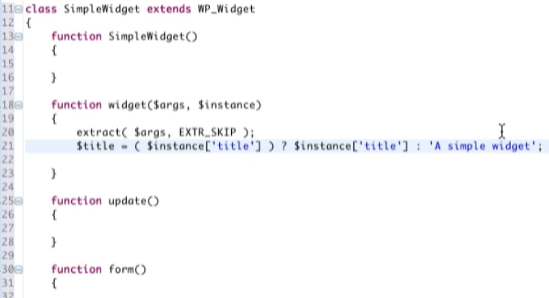 11 class SimpleWidget extends WP_Widget
12 {
13 function SimpleWidget()
14 {
15
16 }
17
18 function widget($args, $instance)
19 {
20 extract( $args, EXTR_SKIP );
21 $title = ( $instance['title'] ) ? $instance['title'] : 'A simple widget';
22
23 }
24
25 function update()
26 {
27
28 }
29
30 function form()
31 {
32